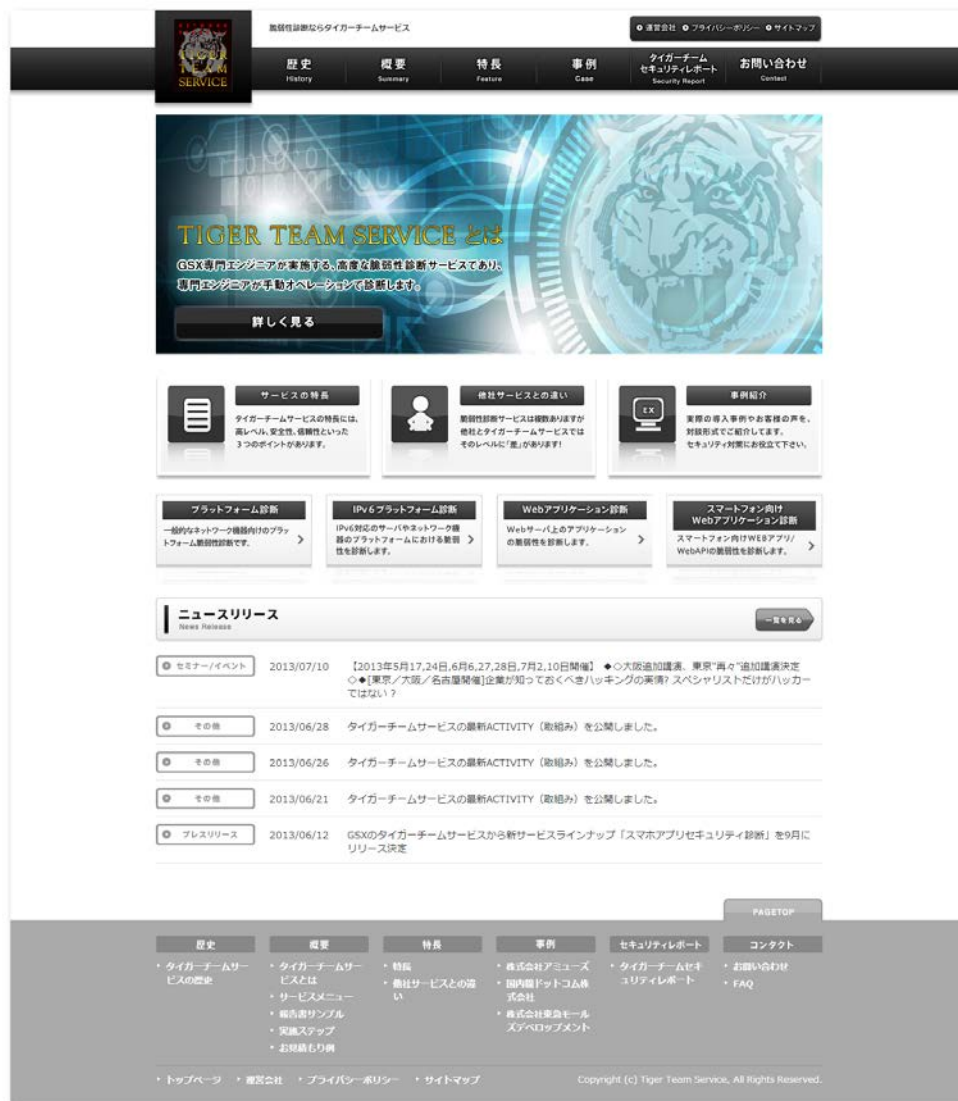 脆弱性診断ならタイガーチームサービス
運営会社 プライバシーポリシー サイトマップ
TIGER
TEAM
SERVICE
歴史
History
概要
Summary
特長
Feature
事例
Case
タイガーチーム
セキュリティレポート
Security Report
お問い合わせ
Contact
TIGER TEAM SERVICE とは
GSX専門エンジニアが実施する、高度な脆弱性診断サービスであり、
専門エンジニアが手動オペレーションで診断します。
詳しく見る
サービスの特長
タイガーチームサービスの特長には、
高レベル、安全性、信頼性といった
3つのポイントがあります。
他社サービスとの違い
脆弱性診断サービスは複数ありますが
他社とタイガーチームサービスでは
そのレベルに「差」があります!
EX
事例紹介
実際の導入事例やお客様の声を、
対談形式でご紹介してます。
セキュリティ対策にお役立て下さい。
プラットフォーム診断
一般的なネットワーク機器向けのプラッ
トフォーム脆弱性診断です。
IPv6プラットフォーム診断
IPv6対応のサーバやネットワーク機
器のプラットフォームにおける脆弱
性を診断します。
Webアプリケーション診断
Webサーバ上のアプリケーション
の脆弱性を診断します。
スマートフォン向け
Webアプリケーション診断
スマートフォン向けWEBアプリ/
WebAPIの脆弱性を診断します。
ニュースリリース
News Release
一覧を見る
セミナー/イベント 2013/07/10 【2013年5月17,24日,6月6,27,28日,7月2,10日開催】 ◆◇大阪追加講演、東京"再々"追加講演決定
◇◆[東京/大阪/名古屋開催]企業が知っておくべきハッキングの実情? スペシャリストだけがハッカー
ではない?
その他 2013/06/28 タイガーチームサービスの最新ACTIVITY(取組み)を公開しました。
その他 2013/06/26 タイガーチームサービスの最新ACTIVITY(取組み)を公開しました。
その他 2013/06/21 タイガーチームサービスの最新ACTIVITY(取組み)を公開しました。
プレスリリース 2013/06/12 GSXのタイガーチームサービスから新サービスラインナップ「スマホアプリセキュリティ診断」を9月に
リリース決定
PAGETOP
歴史
タイガーチームサー
ビスの歴史
概要
タイガーチームサー
ビスとは
サービスメニュー
報告書サンプル
実施ステップ
お見積もり例
特長
特長
他社サービスとの違
い
事例
株式会社アミューズ
国内線ドットコム株
式会社
株式会社東急モール
ズデベロップメント
セキュリティレポート
タイガーチームセキ
ュリティレポート
コンタクト
お問い合わせ
FAQ
トップページ 運営会社 プライバシーポリシー サイトマップ
Copyright (c) Tiger Team Service, All Rights Reserved.